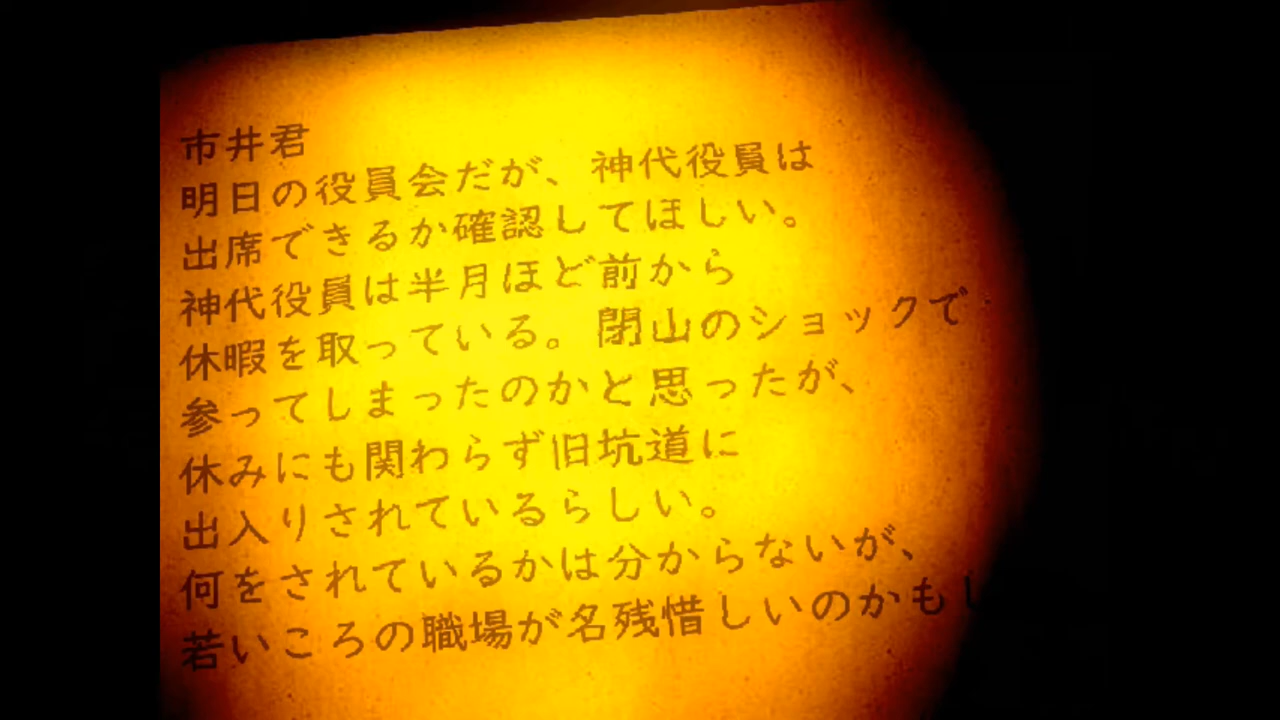 市井君
明日の役員会だが、神代役員は
出席できるか確認してほしい。
神代役員は半月ほど前から
休暇を取っている。閉山のショックで
参ってしまったのかと思ったが、
休みにも関わらず旧坑道に
出入りされているらしい。
何をされているかは分からないが、
若いころの職場が名残惜しいのかもし